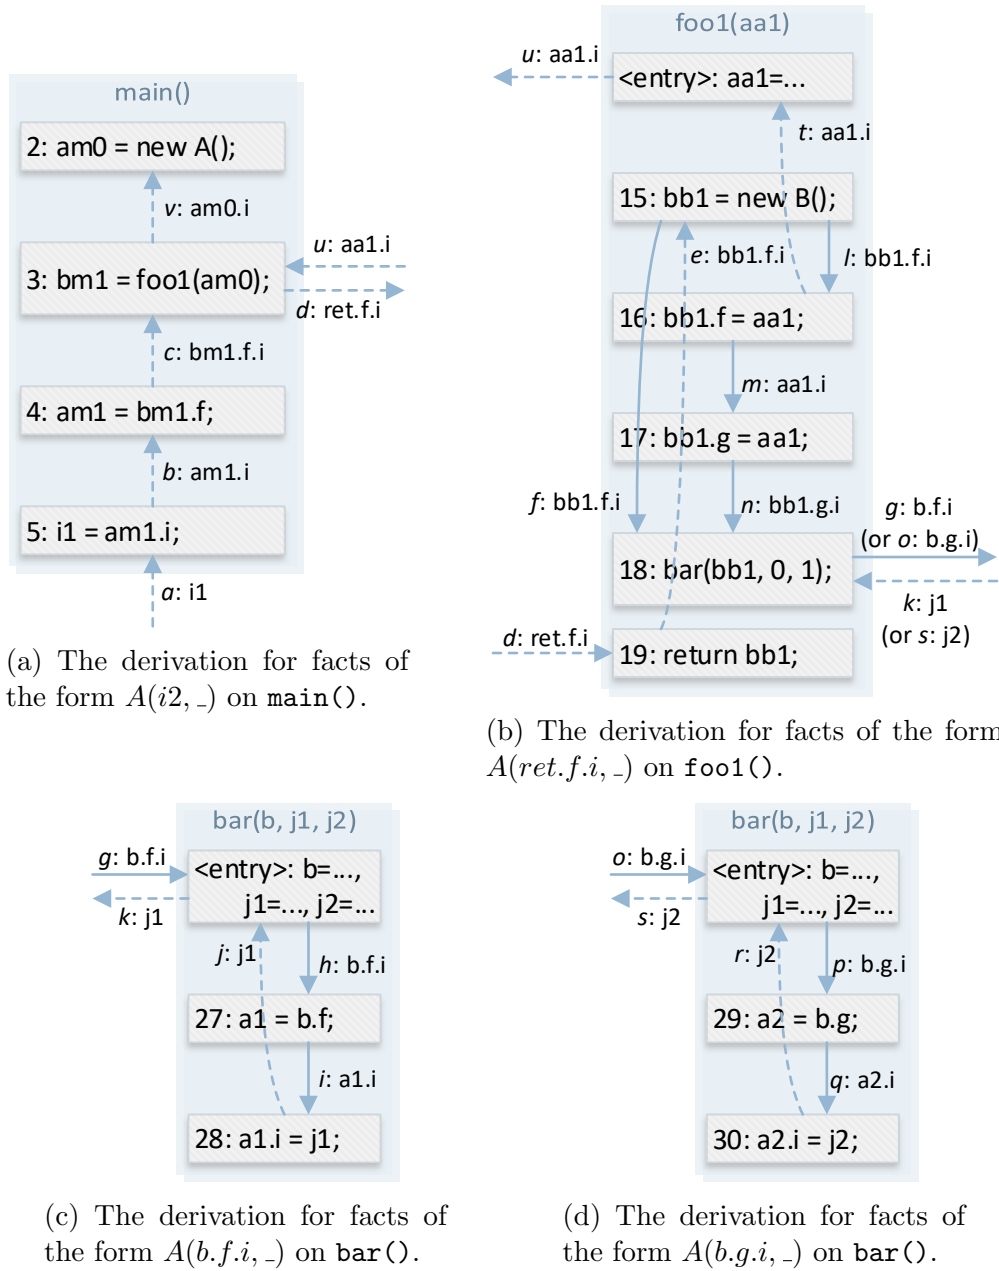 main()
2: am0 = new A();
v: am0.i
u: aa1.i
3: bm1 = foo1(am0);
d: ret.f.i
c: bm1.f.i
4: am1 = bm1.f;
b: am1.i
5: i1 = am1.i;
a: i1
(a) The derivation for facts of
the form A(i2, _) on main().
foo1(aa1)
u: aa1.i
<entry>: aa1=...
t: aa1.i
15: bb1 = new B();
e: bb1.f.i
l: bb1.f.i
16: bb1.f = aa1;
m: aa1.i
17: bb1.g = aa1;
f: bb1.f.i
n: bb1.g.i
g: b.f.i
(or o: b.g.i)
18: bar(bb1, 0, 1);
k: j1
(or s: j2)
d: ret.f.i
19: return bb1;
(b) The derivation for facts of the form
A(ret.f.i, _) on foo1().
bar(b, j1, j2)
g: b.f.i
<entry>: b=...,
j1=..., j2=...
k: j1
j: j1
h: b.f.i
27: a1 = b.f;
i: a1.i
28: a1.i = j1;
(c) The derivation for facts of
the form A(b.f.i, _) on bar().
bar(b, j1, j2)
o: b.g.i
<entry>: b=...,
j1=..., j2=...
s: j2
r: j2
p: b.g.i
29: a2 = b.g;
q: a2.i
30: a2.i = j2;
(d) The derivation for facts of
the form A(b.g.i, _) on bar().